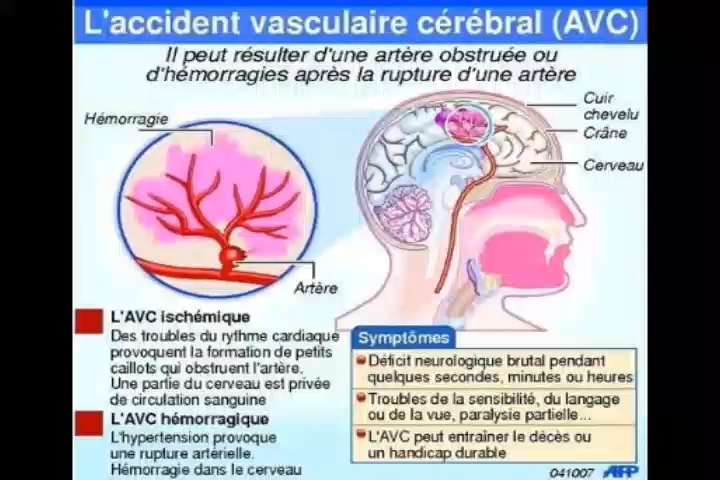 L'accident vasculaire cérébral (AVC)
Il peut résulter d'une artère obstruée ou
d'hémorragies après la rupture d'une artère
Hémorragie
Cuir
chevelu
Crâne
Cerveau
Artère
L'AVC ischémique
Des troubles du rythme cardiaque
provoquent la formation de petits
caillots qui obstruent l'artère.
Une partie du cerveau est privée
de circulation sanguine
L'AVC hémorragique
L'hypertension provoque
une rupture artérielle.
Hémorragie dans le cerveau
Symptômes
Déficit neurologique brutal pendant
quelques secondes, minutes ou heures
Troubles de la sensibilité, du langage
ou de la vue, paralysie partielle...
L'AVC peut entraîner le décès ou
un handicap durable
041007 AFP